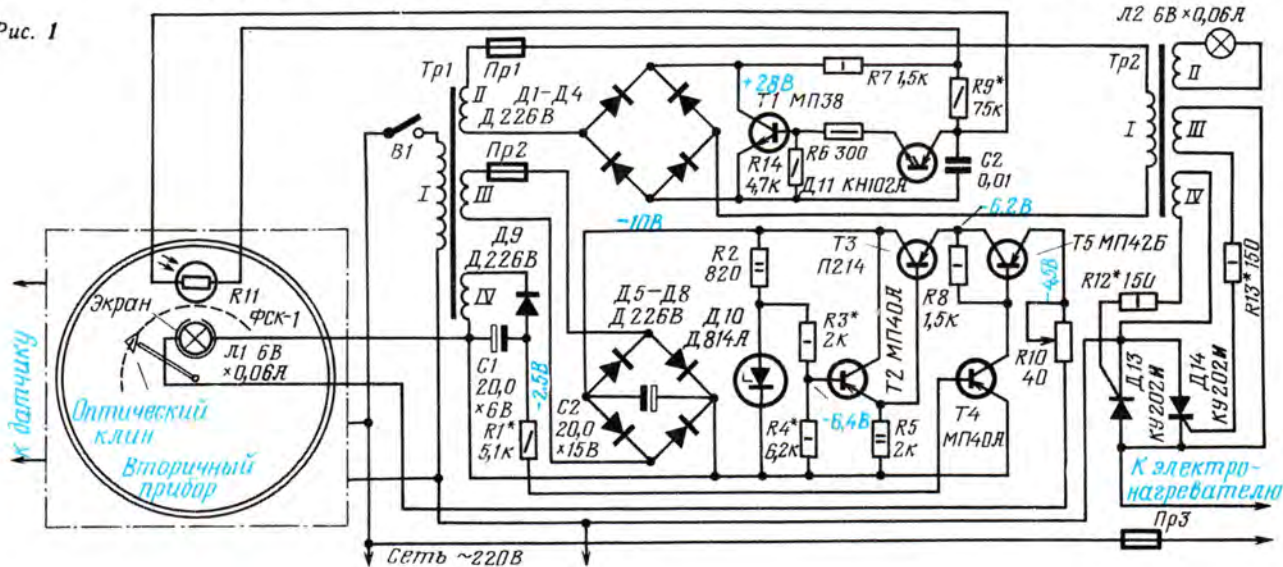 Рис. 1
Л2 6В×0,06А
Тр1
Пр1
Тр2
II
Д1–Д4
Д226В
+28В
R7 1,5к
R9*
75к
Т1 МП38
I
II
III
IV
В1
I
Пр2
III
R14
4,7к
R6 300
Д11 КН102А
C2
0,01
–10В
–6,2В
Д9
Д226В
R2
820
Т3
П214
Т5 МП42Б
R12* 150
R13* 150
–4,5В
Экран
R11
ФСК-1
IV
Д5–Д8
Д226В
Д10
Д814А
R3*
2к
R8
1,5к
Т2 МП40А
R10
40
Д13
КУ202И
Д14
КУ202И
Л1 6В
×0,06А
C1
20,0
×6В
–2,5В
C2
20,0
×15В
R1*
5,1к
R4*
6,2к
–6,4В
R5
2к
Т4
МП40А
к датчику
Оптический
клин
Вторичный
прибор
К электро-
нагревателю
Пр3
Сеть ~220В